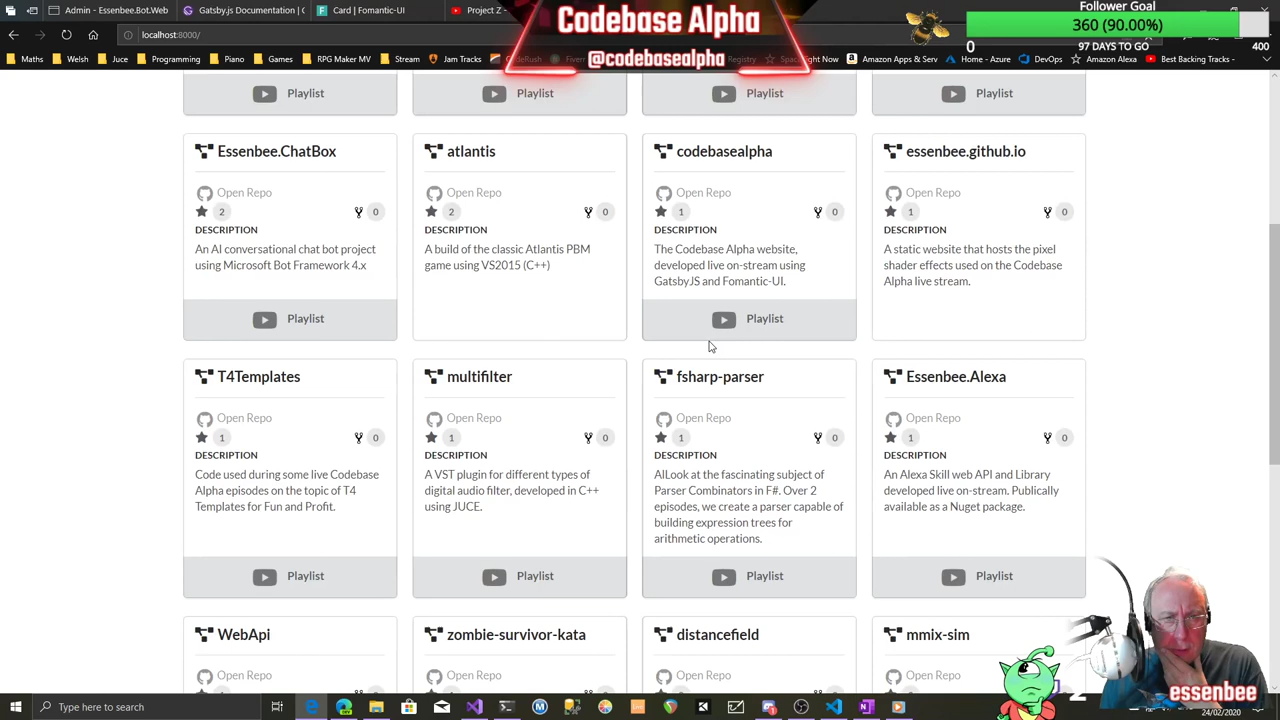 Admin - Essenbee.Bot.Web
Gatsby.js Documentation
Card | Fomantic-UI
Project Z -
Codebase Alpha
@codebasealpha
Follower Goal
360 (90.00%)
0
97 DAYS TO GO
400
localhost:8000/
Maths
Welsh
Juce
Programming
Piano
Games
RPG Maker MV
Stream
Jam Tracks
CodeRush
Fiverr
Registry
Amazon Apps & Serv
Home - Azure
DevOps
Amazon Alexa
Best Backing Tracks -
Playlist
Playlist
Playlist
Playlist
Essenbee.ChatBox
Open Repo
2
0
DESCRIPTION
An AI conversational chat bot project
using Microsoft Bot Framework 4.x
Playlist
atlantis
Open Repo
2
0
DESCRIPTION
A build of the classic Atlantis PBM
game using VS2015 (C++)
codebasealpha
Open Repo
1
0
DESCRIPTION
The Codebase Alpha website,
developed live on-stream using
GatsbyJS and Fomantic-UI.
Playlist
essenbee.github.io
Open Repo
1
0
DESCRIPTION
A static website that hosts the pixel
shader effects used on the Codebase
Alpha live stream.
T4Templates
Open Repo
1
0
DESCRIPTION
Code used during some live Codebase
Alpha episodes on the topic of T4
Templates for Fun and Profit.
Playlist
multifilter
Open Repo
1
0
DESCRIPTION
A VST plugin for different types of
digital audio filter, developed in C++
using JUCE.
Playlist
fsharp-parser
Open Repo
1
0
DESCRIPTION
AlLook at the fascinating subject of
Parser Combinators in F#. Over 2
episodes, we create a parser capable of
building expression trees for
arithmetic operations.
Playlist
Essenbee.Alexa
Open Repo
1
0
DESCRIPTION
An Alexa Skill web API and Library
developed live on-stream. Publically
available as a Nuget package.
Playlist
WebApi
Open Repo
zombie-survivor-kata
Open Repo
distancefield
Open Repo
mmix-sim
Open Repo
essenbee
Type here to search
24/02/2020